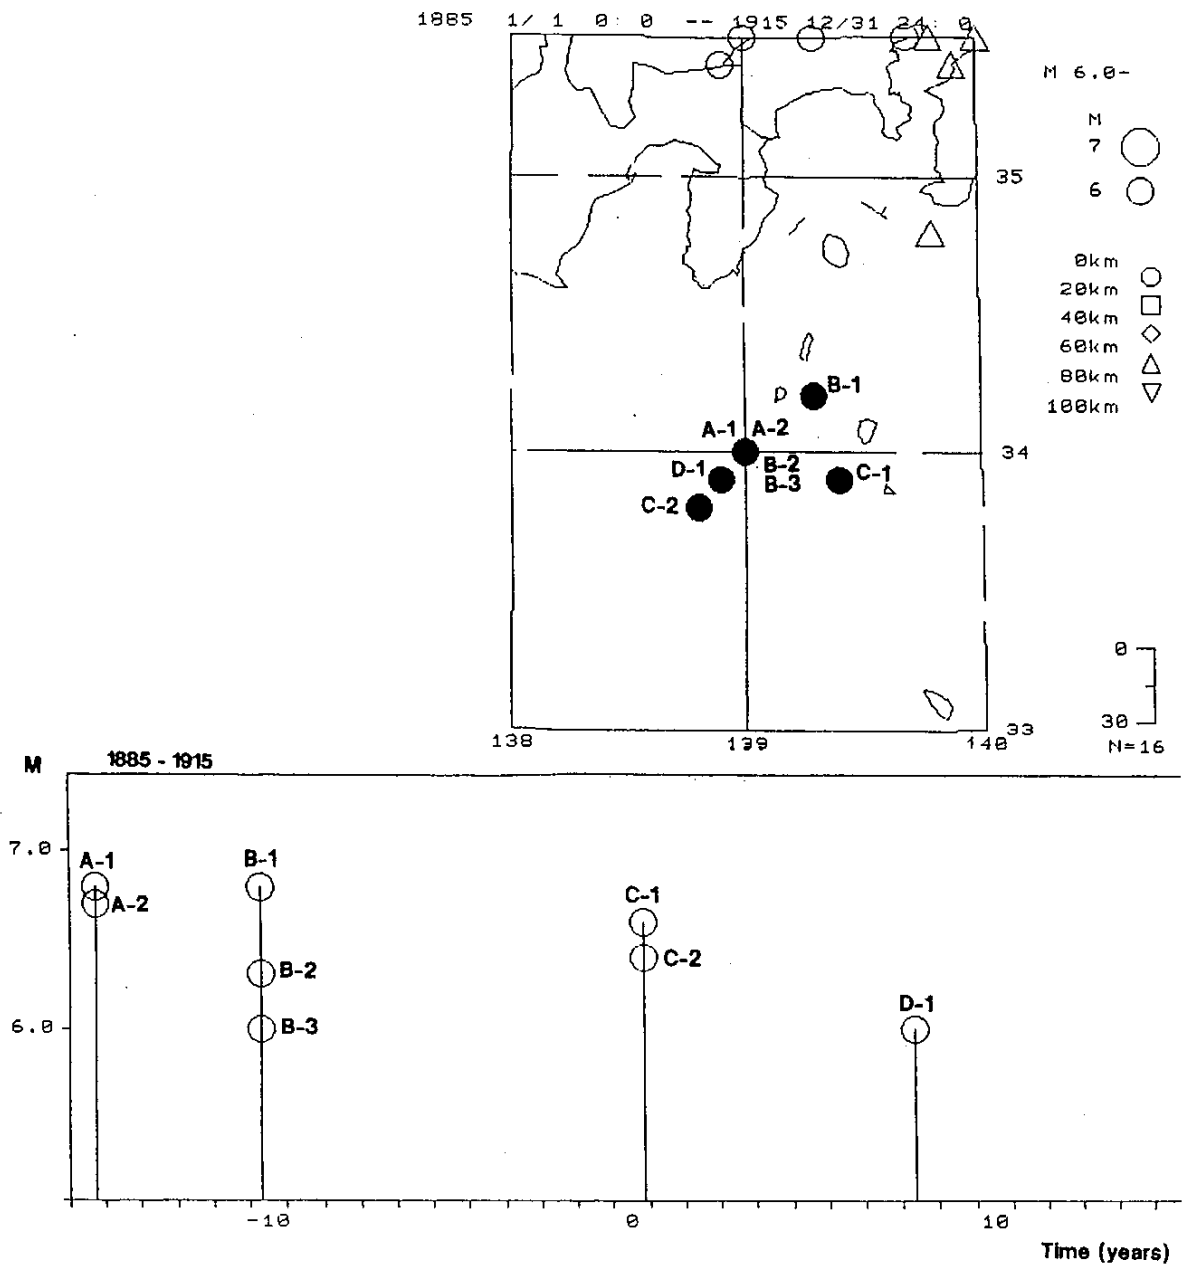 1885 1/ 1 0: 0 -- 1915 12/31 24: 0
M 6.0-
M
7
6
35
0km
20km
40km
60km
80km
100km
B-1
A-1 A-2
34
D-1 B-2 C-1
B-3
C-2
0
30
33
138 139 140
N=16
M 1885 - 1915
7.0
A-1 B-1
A-2
C-1
C-2
B-2
D-1
6.0
B-3
-10 0 10
Time (years)